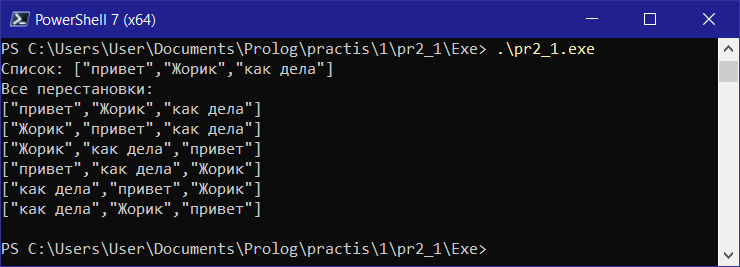 PowerShell 7 (x64)
PS C:\Users\User\Documents\Prolog\practis\1\pr2_1\Exe> .\pr2_1.exe
Список: ["привет","Жорик","как дела"]
Все перестановки:
["привет","Жорик","как дела"]
["Жорик","привет","как дела"]
["Жорик","как дела","привет"]
["привет","как дела","Жорик"]
["как дела","привет","Жорик"]
["как дела","Жорик","привет"]
PS C:\Users\User\Documents\Prolog\practis\1\pr2_1\Exe>